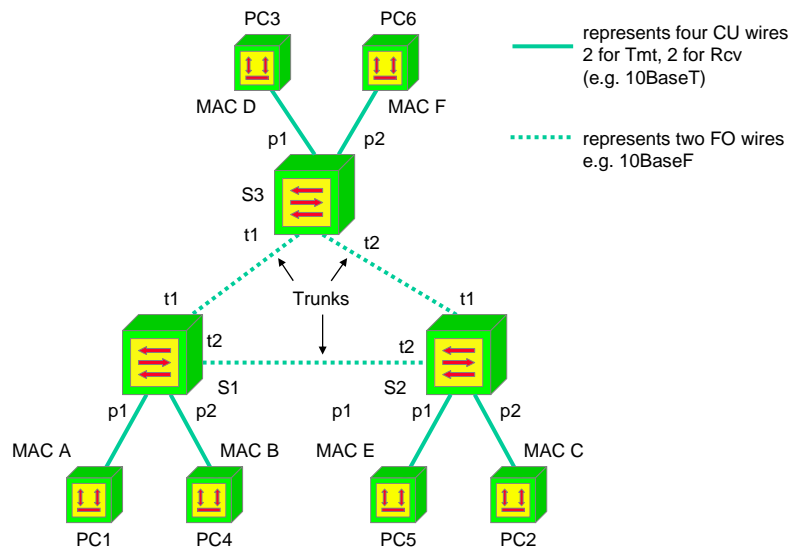 PC3
PC6
represents four CU wires
2 for Tmt, 2 for Rcv
(e.g. 10BaseT)
MAC D
MAC F
p1
p2
represents two FO wires
e.g. 10BaseF
S3
t1
t2
Trunks
t1
t1
t2
t2
S1
S2
p1
p2
p1
p1
p2
MAC A
MAC B
MAC E
MAC C
PC1
PC4
PC5
PC2